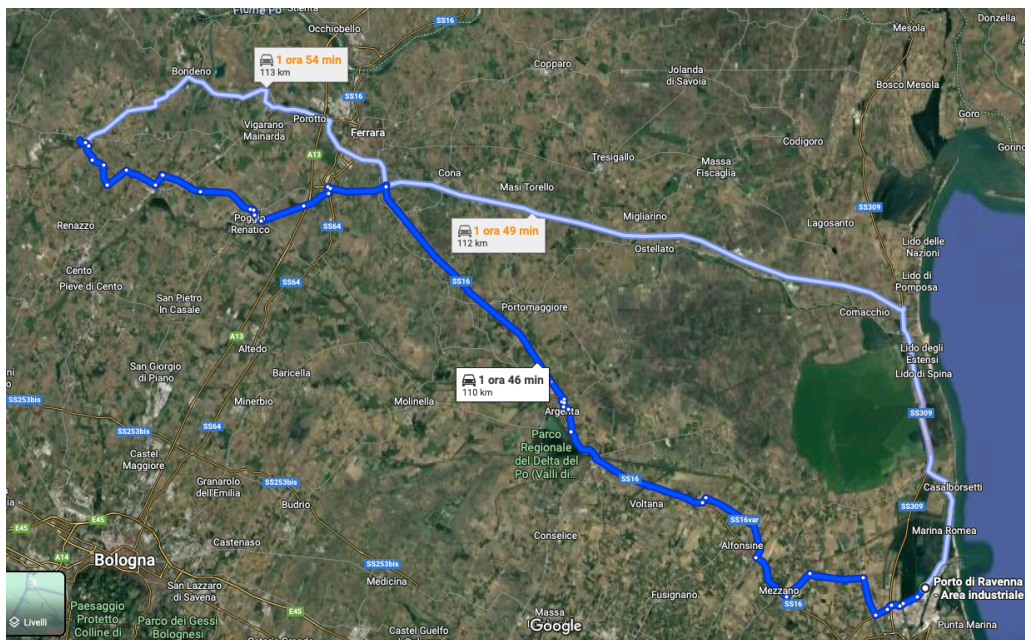 Fiume Po
Stienta
SS16
Donzella
Occhiobello
Mesola
1 ora 54 min
113 km
Bondeno
Copparo
Jolanda
di Savoia
Bosco Mesola
SS16
Goro
Porotto
Vigarano
Mainarda
Ferrara
Codigoro
Gorino
A13
Tresigallo
Massa
Fiscaglia
Cona
Masi Torello
SS309
Poggio
Renatico
Renazzo
SS64
1 ora 49 min
112 km
Migliarino
Ostellato
Lagosanto
Lido delle
Nazioni
Cento
Pieve di Cento
SS64
SS16
Lido di
Pomposa
San Pietro
In Casale
Portomaggiore
Comacchio
A13
Altedo
Lido degli
Estensi
Lido di Spina
San Giorgio
di Piano
Baricella
1 ora 46 min
110 km
SS253bis
Minerbio
Molinella
Argenta
SS309
SS64
SS253bis
Parco
Regionale
del Delta del
Po (Valli di...
Castel
Maggiore
Granarolo
dell'Emilia
SS253bis
SS16
Casalborsetti
Budrio
Voltana
SS309
E45
E45
SS16var
Marina Romea
Castenaso
Conselice
Alfonsine
A14
Bologna
SS253bis
Medicina
San Lazzaro
di Savena
Fusignano
Mezzano
SS16
Porto di Ravenna
- Area industriale
E45
Paesaggio
Protetto
Colline di
Parco dei Gessi
Bolognesi
Castel Guelfo
Massa
Google
Punta Marina
Livelli